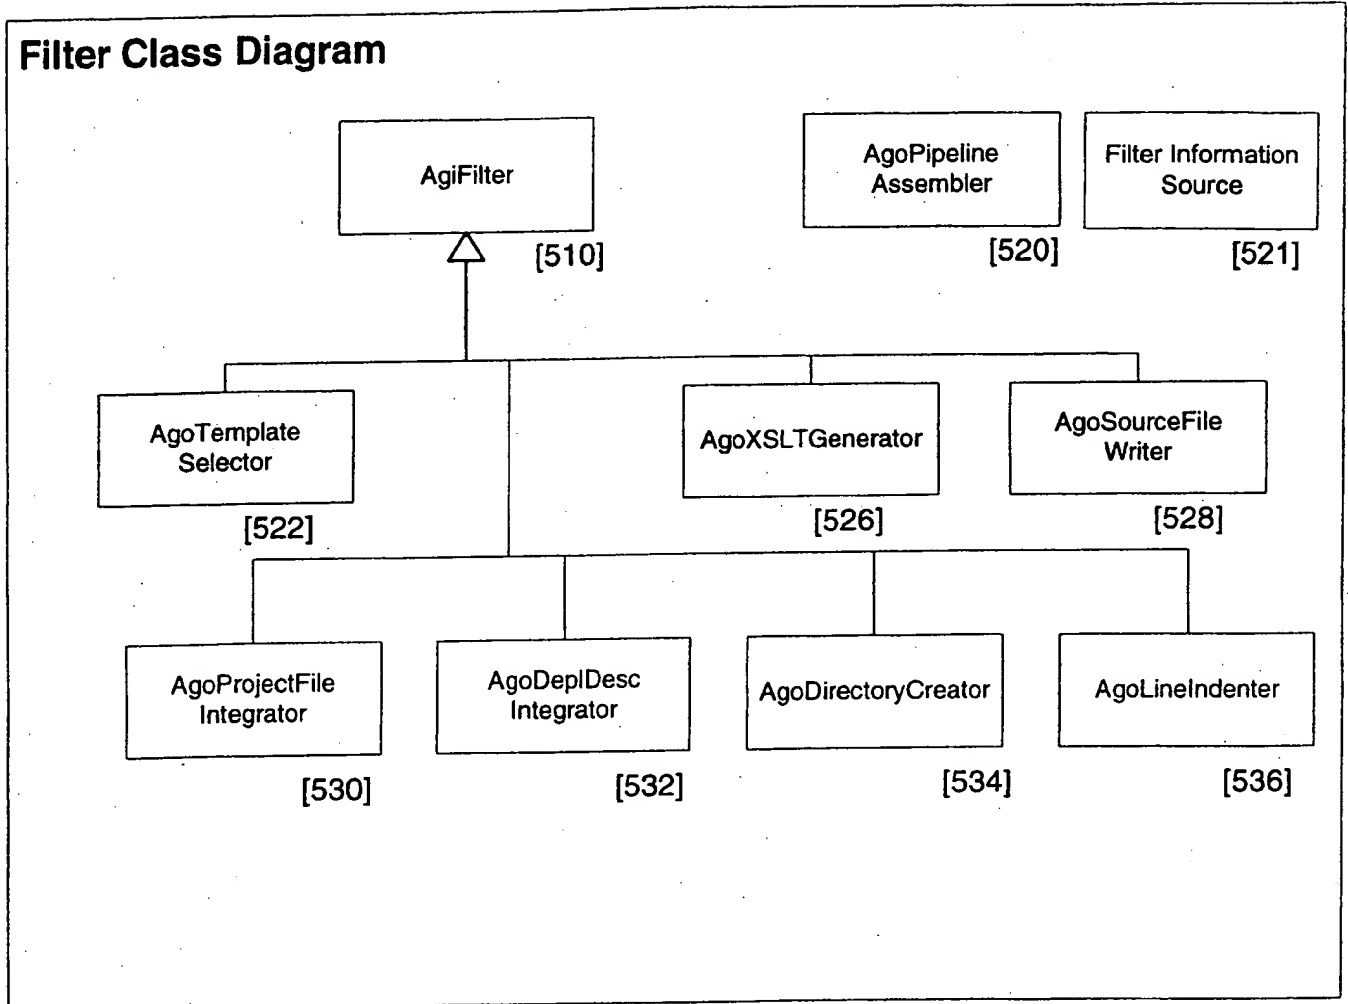 Filter Class Diagram
AgiFilter
[510]
AgoPipeline
Assembler
[520]
Filter Information
Source
[521]
AgoTemplate
Selector
[522]
AgoXSLTGenerator
[526]
AgoSourceFile
Writer
[528]
AgoProjectFile
Integrator
[530]
AgoDeplDesc
Integrator
[532]
AgoDirectoryCreator
[534]
AgoLineIndenter
[536]